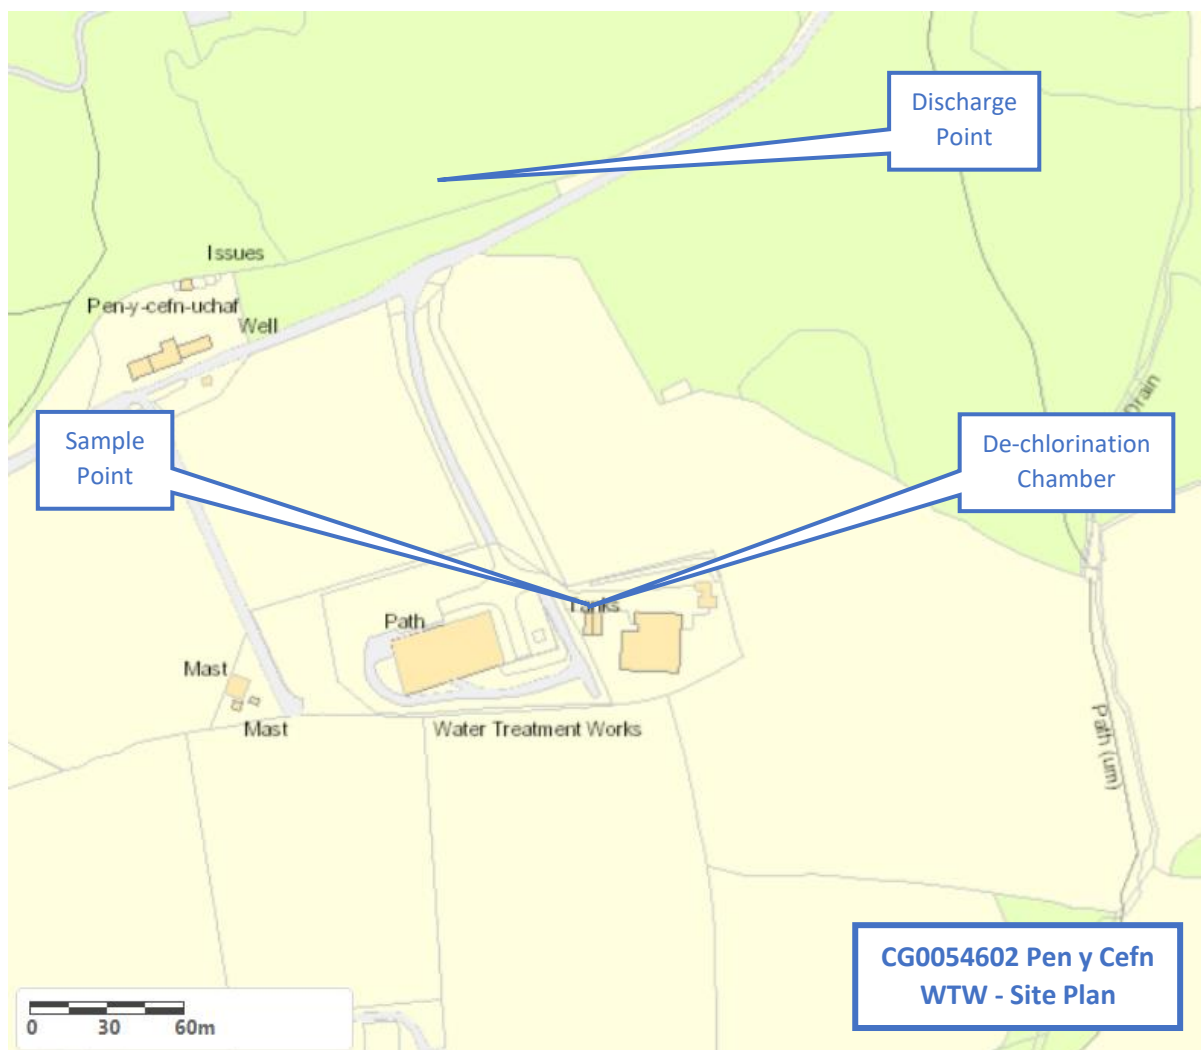 Discharge
Point
Issues
Pen-y-cefn-uchaf
Well
Drain
Sample
Point
De-chlorination
Chamber
Tanks
Path
Mast
Mast
Water Treatment Works
Path (um)
CG0054602 Pen y Cefn
WTW - Site Plan
0 30 60m